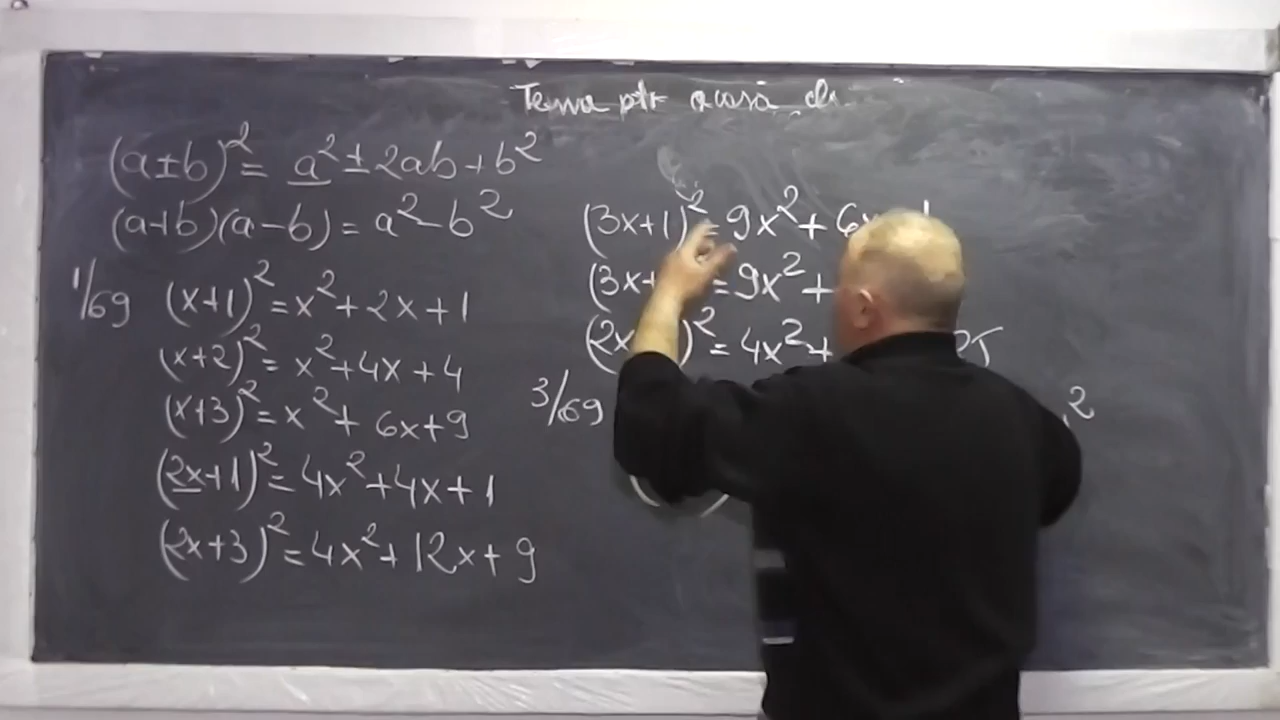 Tema ptr acasă
(a±b)²= a²±2ab+b²
(a+b)(a-b)=a²-b²
1/69 (x+1)²=x²+2x+1
(x+2)²=x²+4x+4
(x+3)²=x²+6x+9
(2x+1)²=4x²+4x+1
(2x+3)²=4x²+12x+9
(3x+1)²=9x²+6x
(3x+ =9x²+
(2x )²=4x²+
3/69 ²